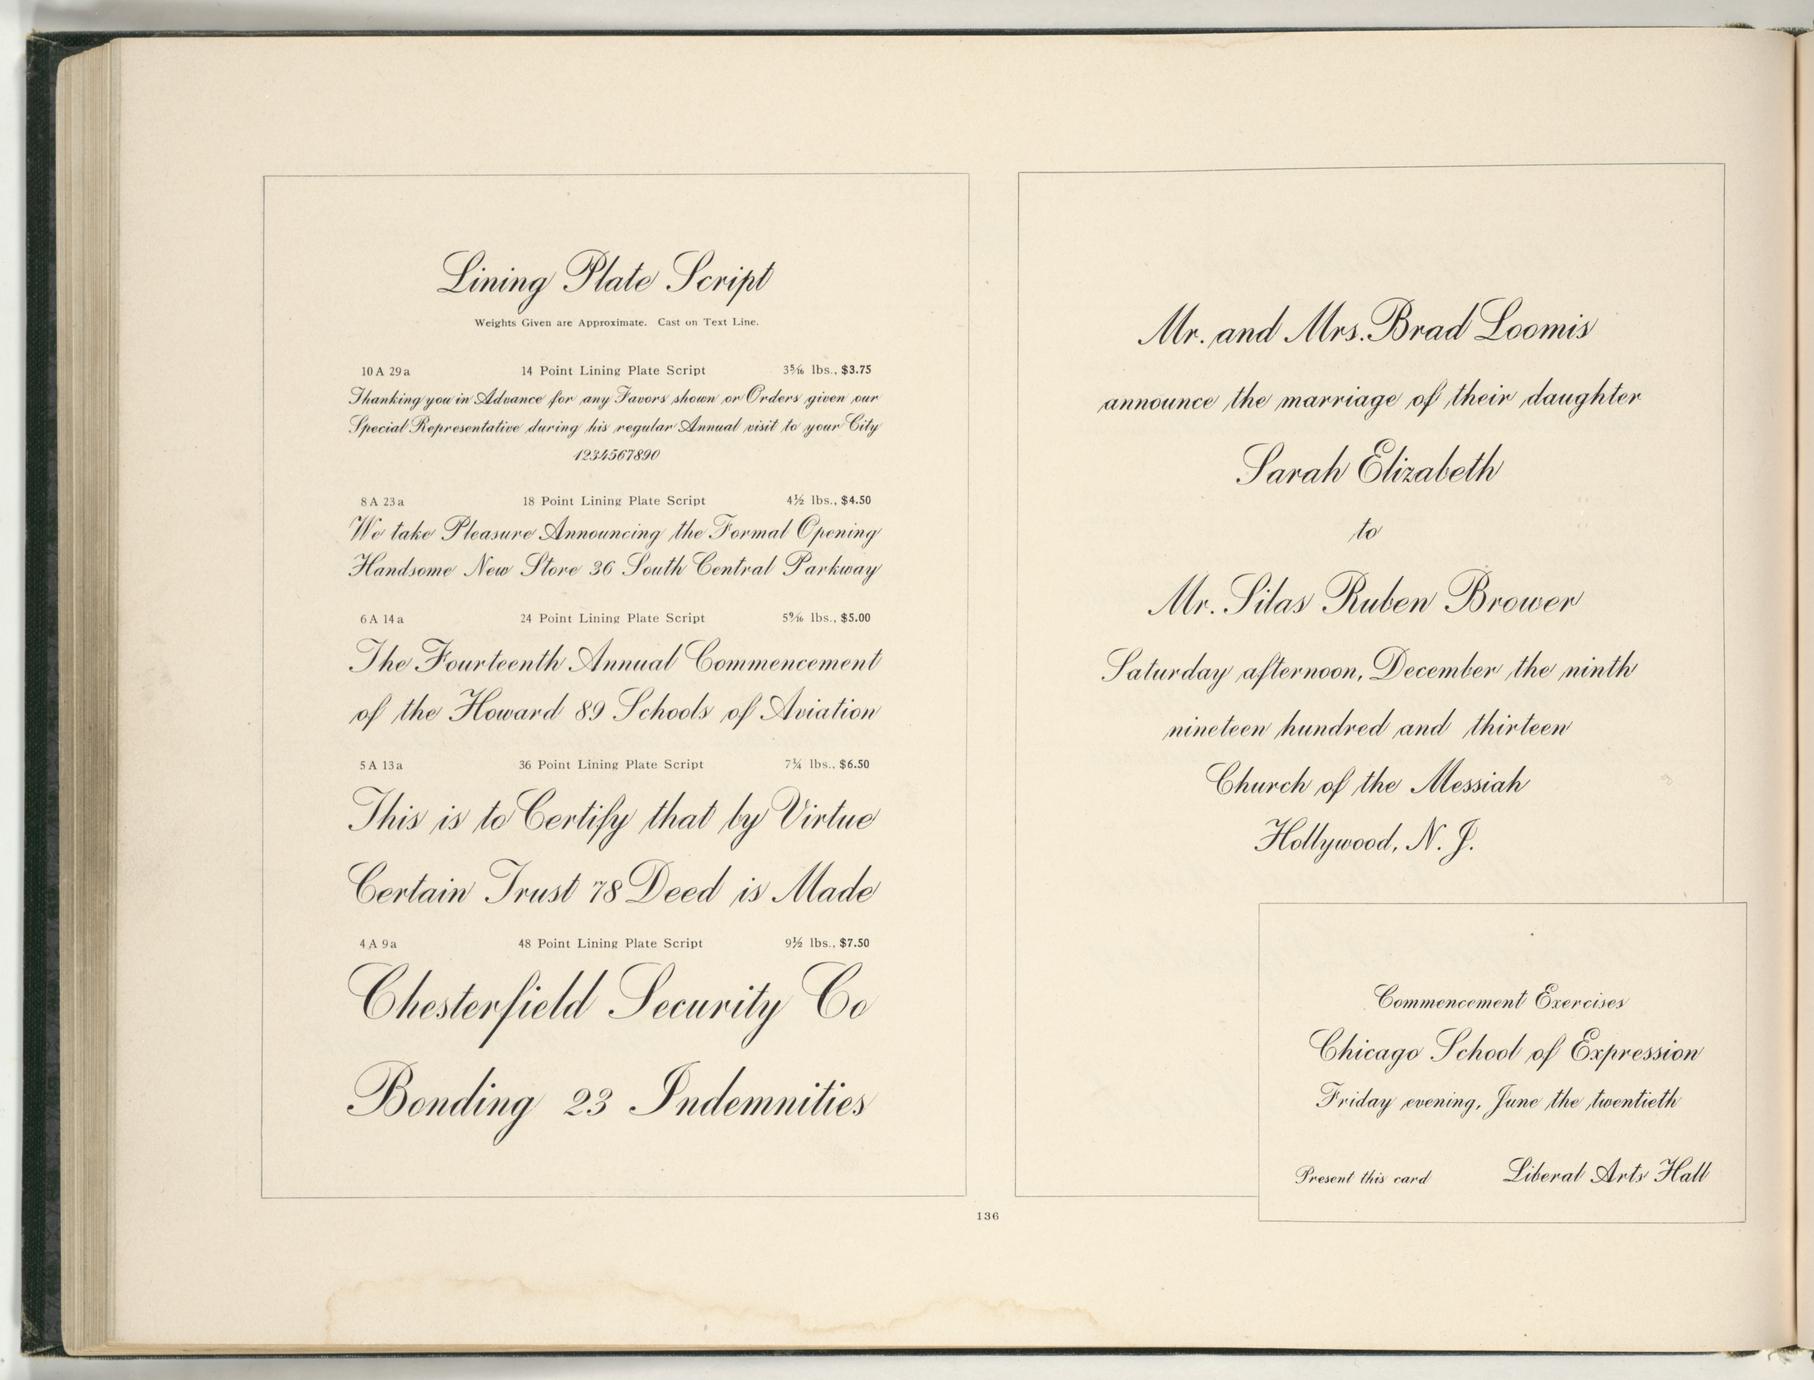 Lining Plate Script
Weights Given are Approximate. Cast on Text Line.
10 A 29 a 14 Point Lining Plate Script 3 5/16 lbs., $3.75
Thanking you in Advance for any Favors shown or Orders given our
Special Representative during his regular Annual visit to your City
1234567890
8 A 23 a 18 Point Lining Plate Script 4½ lbs., $4.50
We take Pleasure Announcing the Formal Opening
Handsome New Store 36 South Central Parkway
6 A 14 a 24 Point Lining Plate Script 5 9/16 lbs., $5.00
The Fourteenth Annual Commencement
of the Howard 89 Schools of Aviation
5 A 13 a 36 Point Lining Plate Script 7¼ lbs., $6.50
This is to Certify that by Virtue
Certain Trust 78 Deed is Made
4 A 9 a 48 Point Lining Plate Script 9½ lbs., $7.50
Chesterfield Security Co
Bonding 23 Indemnities
Mr. and Mrs. Brad Loomis
announce the marriage of their daughter
Sarah Elizabeth
to
Mr. Silas Ruben Brower
Saturday afternoon, December the ninth
nineteen hundred and thirteen
Church of the Messiah
Hollywood, N. J.
Commencement Exercises
Chicago School of Expression
Friday evening, June the twentieth
Present this card Liberal Arts Hall
136